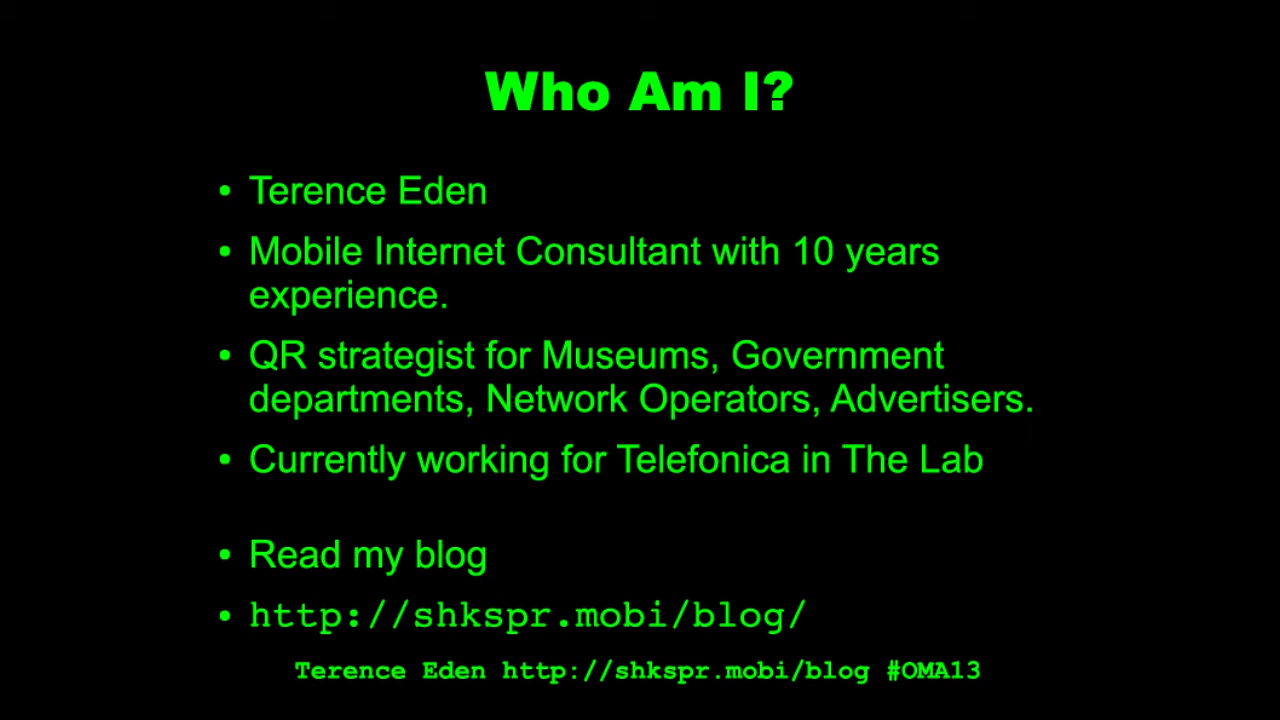 Who Am I?
• Terence Eden
• Mobile Internet Consultant with 10 years
experience.
• QR strategist for Museums, Government
departments, Network Operators, Advertisers.
• Currently working for Telefonica in The Lab
• Read my blog
• http://shkspr.mobi/blog/
Terence Eden http://shkspr.mobi/blog #OMA13